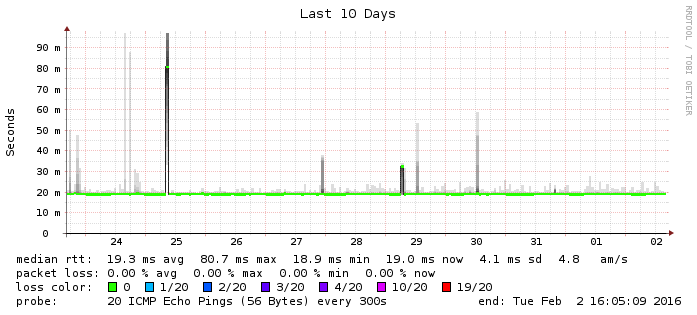 Last 10 Days
RRDTOOL / TOBI OETIKER
Seconds
90 m
80 m
70 m
60 m
50 m
40 m
30 m
20 m
10 m
0
24 25 26 27 28 29 30 31 01 02
median rtt: 19.3 ms avg 80.7 ms max 18.9 ms min 19.0 ms now 4.1 ms sd 4.8 am/s
packet loss: 0.00 % avg 0.00 % max 0.00 % min 0.00 % now
loss color: 0 1/20 2/20 3/20 4/20 10/20 19/20
probe: 20 ICMP Echo Pings (56 Bytes) every 300s end: Tue Feb 2 16:05:09 2016